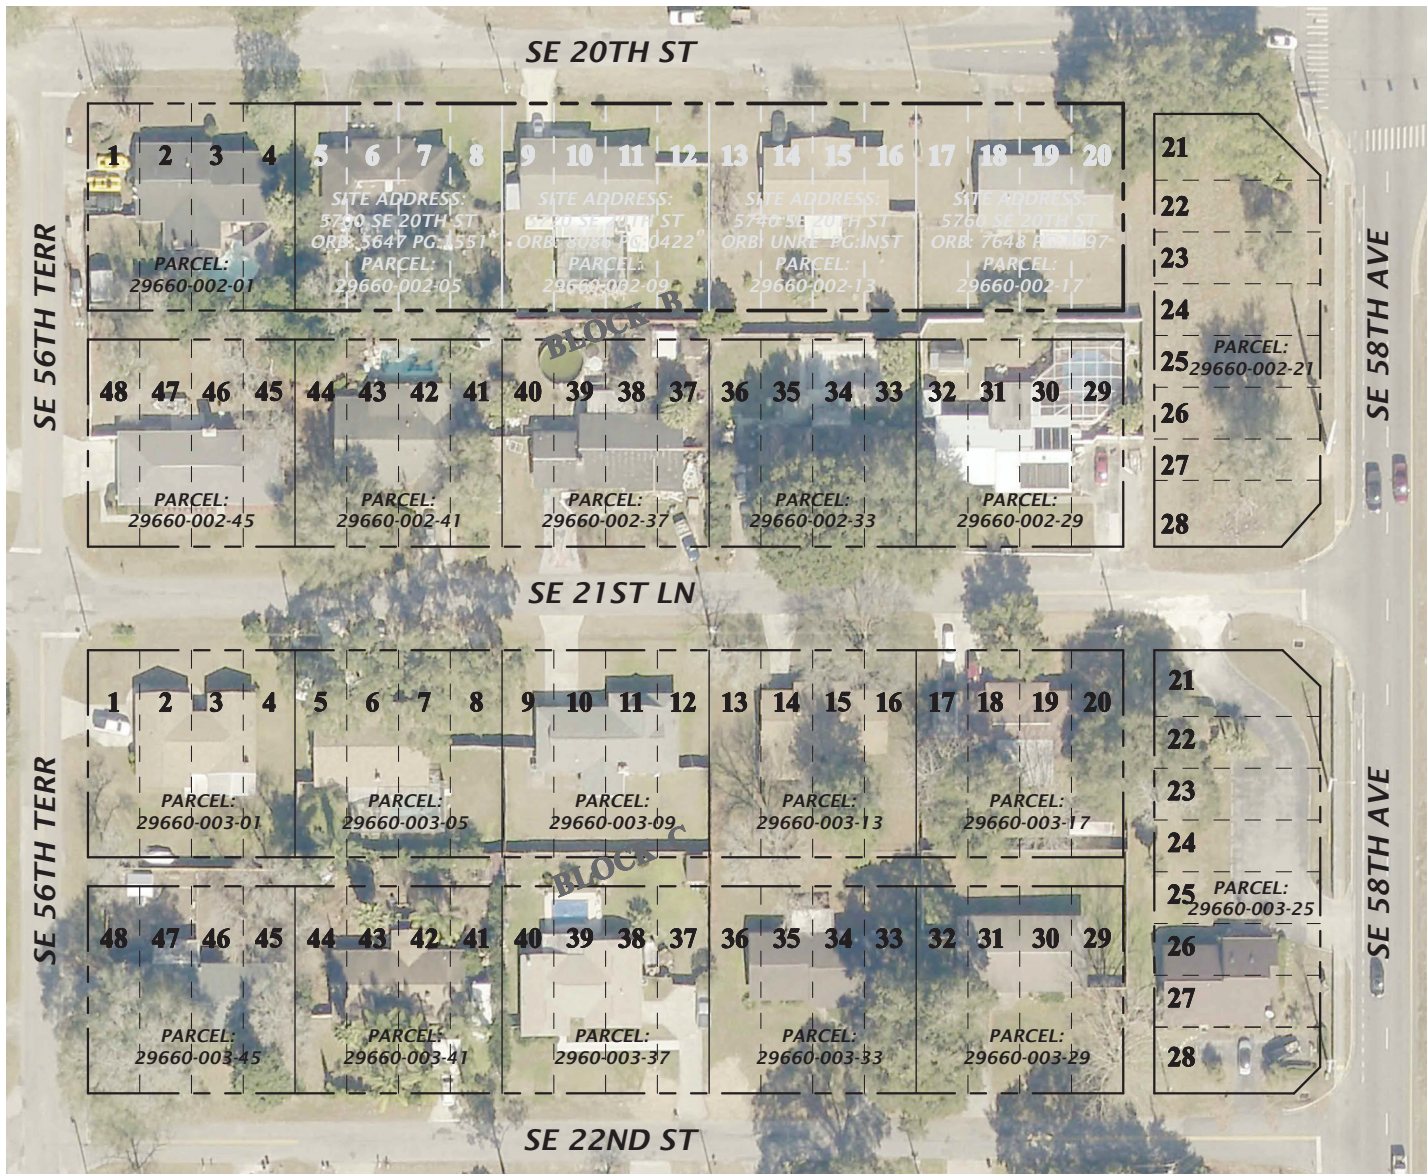 SE 20TH ST
1 2 3 4 5 6 7 8 9 10 11 12 13 14 15 16 17 18 19 20
21
22
23
24
25
26
27
28
SITE ADDRESS:
5700 SE 20TH ST
ORB: 5647 PG:1551
PARCEL:
29660-002-05
SITE ADDRESS:
SE 20TH ST
ORB: 8086 PG:0422
PARCEL:
29660-002-09
SITE ADDRESS:
5740 SE 20TH ST
ORB: UNRE PG:INST
PARCEL:
29660-002-13
SITE ADDRESS:
5760 SE 20TH ST
ORB: 7648
PARCEL:
29660-002-17
PARCEL:
29660-002-01
SE 56TH TERR
BLOCK B
SE 58TH AVE
PARCEL:
29660-002-21
48 47 46 45 44 43 42 41 40 39 38 37 36 35 34 33 32 31 30 29
PARCEL:
29660-002-45
PARCEL:
29660-002-41
PARCEL:
29660-002-37
PARCEL:
29660-002-33
PARCEL:
29660-002-29
SE 21ST LN
1 2 3 4 5 6 7 8 9 10 11 12 13 14 15 16 17 18 19 20
21
22
23
24
25
26
27
28
PARCEL:
29660-003-01
PARCEL:
29660-003-05
PARCEL:
29660-003-09
PARCEL:
29660-003-13
PARCEL:
29660-003-17
SE 56TH TERR
BLOCK C
SE 58TH AVE
PARCEL:
29660-003-25
48 47 46 45 44 43 42 41 40 39 38 37 36 35 34 33 32 31 30 29
PARCEL:
29660-003-45
PARCEL:
29660-003-41
PARCEL:
2960-003-37
PARCEL:
29660-003-33
PARCEL:
29660-003-29
SE 22ND ST